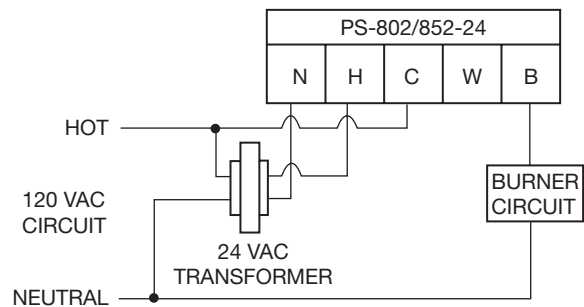 PS-802/852-24
N H C W B
HOT
120 VAC
CIRCUIT
24 VAC
TRANSFORMER
BURNER
CIRCUIT
NEUTRAL